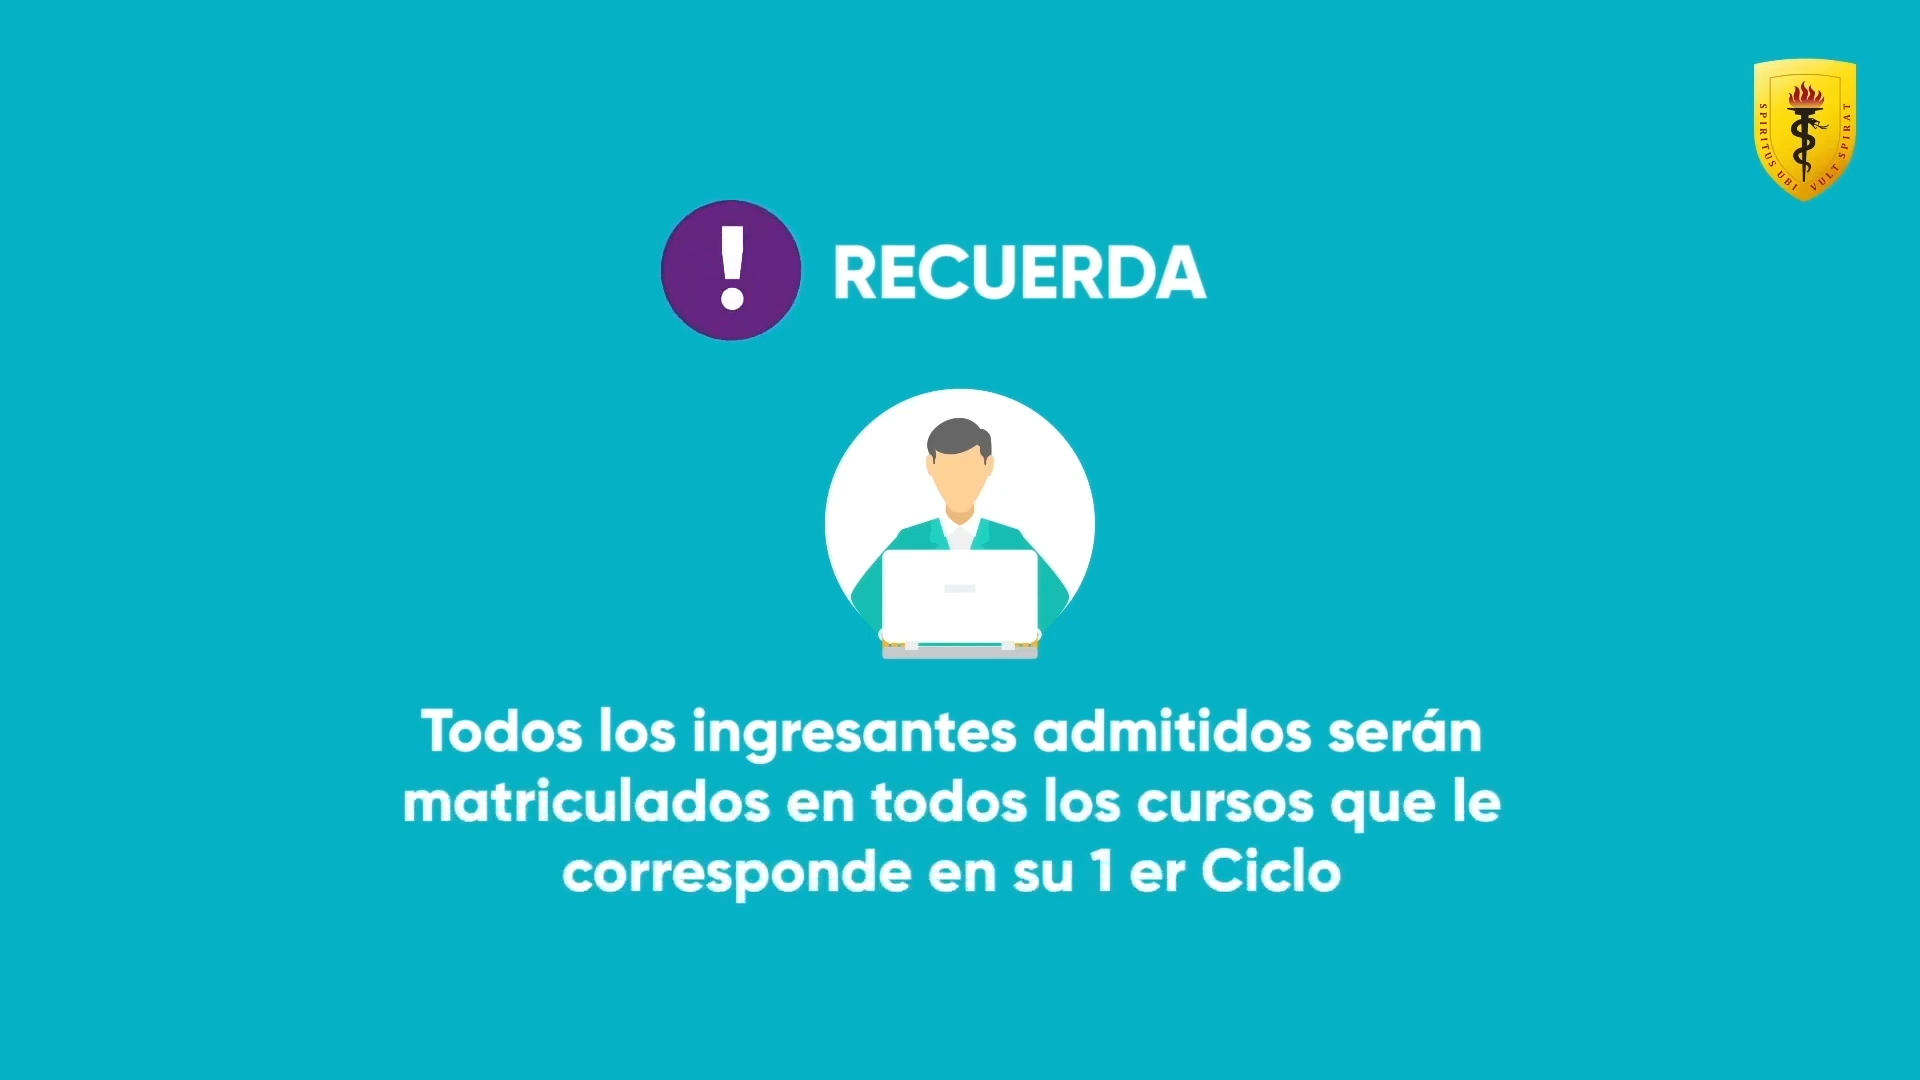 SPIRITUS UBI VULT SPIRAT
! RECUERDA
Todos los ingresantes admitidos serán
matriculados en todos los cursos que le
corresponde en su 1 er Ciclo